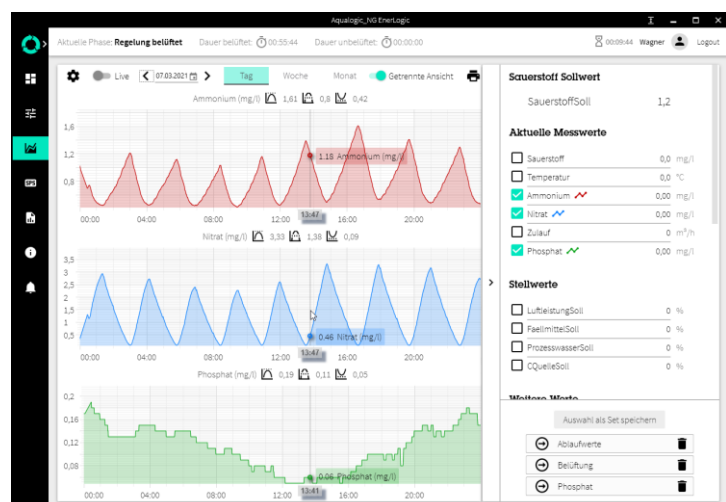 Aqualogic_NG EnerLogic
Aktuelle Phase: Regelung belüftet Dauer belüftet: 00:55:44 Dauer unbelüftet: 00:00:00 00:09:44 Wagner Logout
Live 07.03.2021 Tag Woche Monat Getrennte Ansicht
Ammonium (mg/l) 1,61 0,8 0,42
1,6
1,2
0,8
1.18 Ammonium (mg/l)
00:00 04:00 08:00 12:00 13:47 16:00 20:00
Nitrat (mg/l) 3,33 1,38 0,09
3,5
3
2,5
2
1,5
1
0,5
0.46 Nitrat (mg/l)
00:00 04:00 08:00 12:00 13:47 16:00 20:00
Phosphat (mg/l) 0,19 0,11 0,05
0,2
0,16
0,12
0,08
0.06 Phosphat (mg/l)
00:00 04:00 08:00 12:00 13:41 16:00 20:00
Sauerstoff Sollwert
SauerstoffSoll 1,2
Aktuelle Messwerte
Sauerstoff 0,0 mg/l
Temperatur 0,0 °C
Ammonium 0,00 mg/l
Nitrat 0,00 mg/l
Zulauf 0 m³/h
Phosphat 0,00 mg/l
Stellwerte
LuftleistungSoll 0 %
FaellmittelSoll 0 %
ProzesswasserSoll 0 %
CQuelleSoll 0 %
Weitere Werte
Auswahl als Set speichern
Ablaufwerte
Belüftung
Phosphat